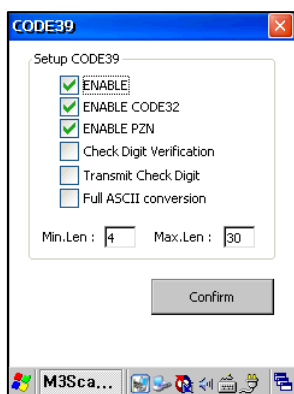 CODE39
Setup CODE39
ENABLE
ENABLE CODE32
ENABLE PZN
Check Digit Verification
Transmit Check Digit
Full ASCII conversion
Min.Len : 4 Max.Len : 30
Confirm
M3Sca...